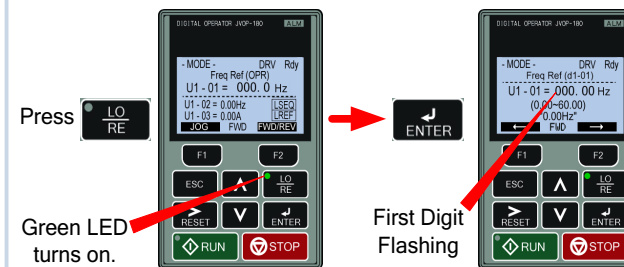 Press
LO
RE
DIGITAL OPERATOR JVOP-180 ALM
- MODE - DRV Rdy
Freq Ref (OPR)
U1 - 01 = 000. 0 Hz
U1 - 02 = 0.00Hz LSEQ
U1 - 03 = 0.00A LREF
JOG FWD FWD/REV
F1 F2
ESC LO
RE
RESET ENTER
RUN STOP
Green LED
turns on.
ENTER
DIGITAL OPERATOR JVOP-180 ALM
- MODE - DRV Rdy
Freq Ref (d1-01)
U1 - 01 = 000. 00 Hz
(0.00~60.00)
0.00Hz"
← FWD →
F1 F2
ESC LO
RE
RESET ENTER
RUN STOP
First Digit
Flashing